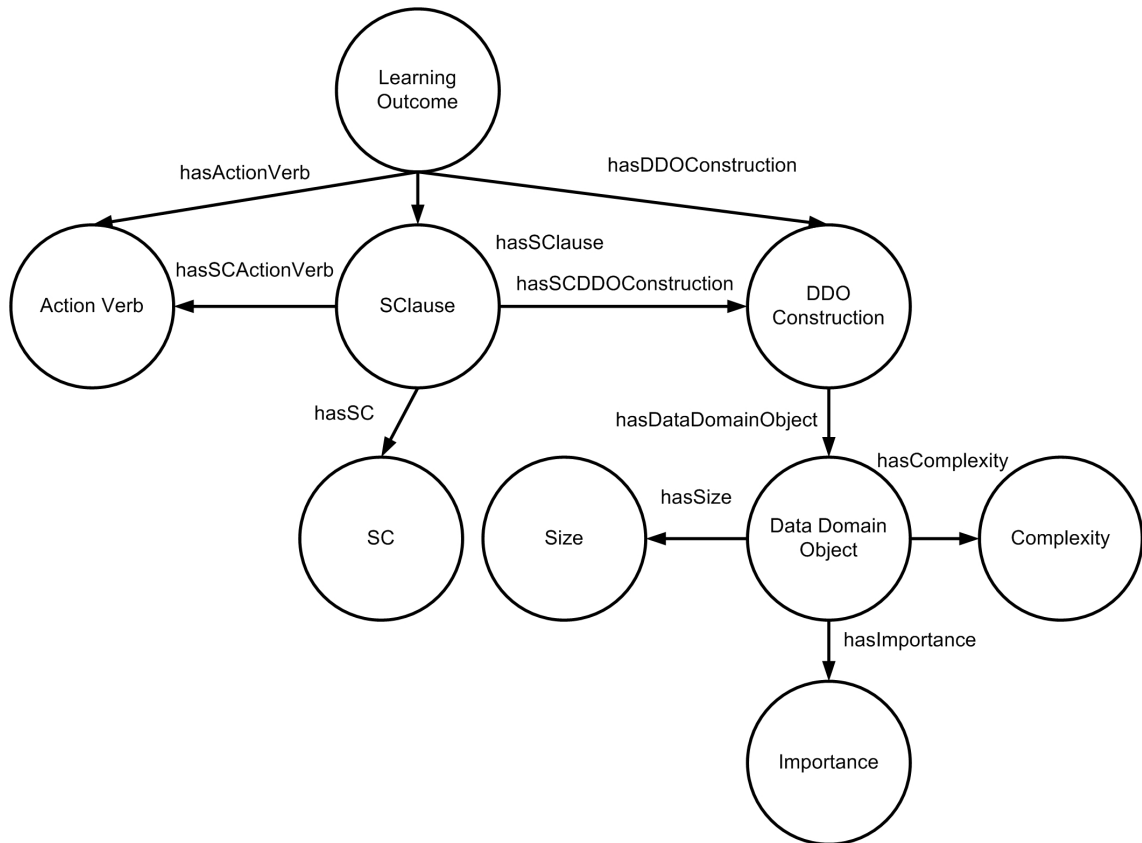 Learning
Outcome
hasActionVerb
hasDDOConstruction
hasSClause
hasSCActionVerb
hasSCDDOConstruction
Action Verb
SClause
DDO
Construction
hasSC
hasDataDomainObject
hasComplexity
hasSize
SC
Size
Data Domain
Object
Complexity
hasImportance
Importance